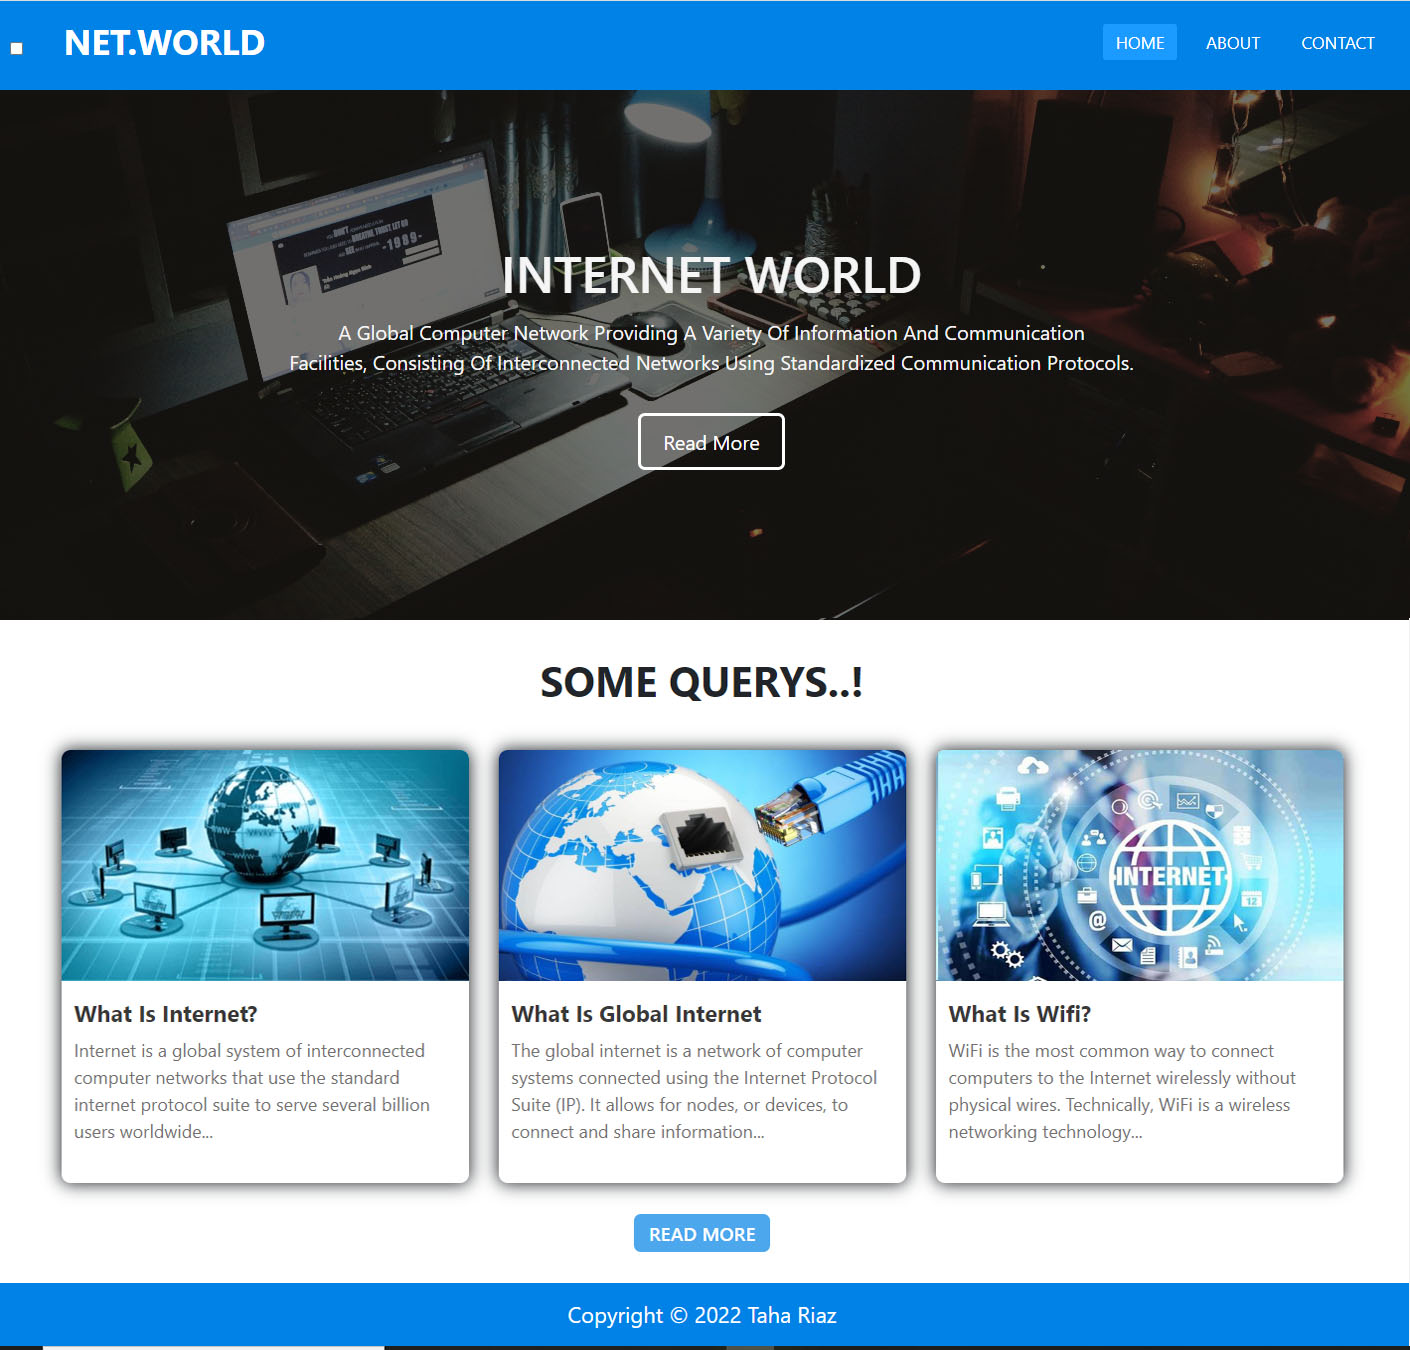 NET.WORLD
HOME ABOUT CONTACT
-1989-
INTERNET WORLD
A Global Computer Network Providing A Variety Of Information And Communication
Facilities, Consisting Of Interconnected Networks Using Standardized Communication Protocols.
Read More
SOME QUERYS..!
INTERNET
12
@
What Is Internet?
Internet is a global system of interconnected
computer networks that use the standard
internet protocol suite to serve several billion
users worldwide...
What Is Global Internet
The global internet is a network of computer
systems connected using the Internet Protocol
Suite (IP). It allows for nodes, or devices, to
connect and share information...
What Is Wifi?
WiFi is the most common way to connect
computers to the Internet wirelessly without
physical wires. Technically, WiFi is a wireless
networking technology...
READ MORE
Copyright © 2022 Taha Riaz